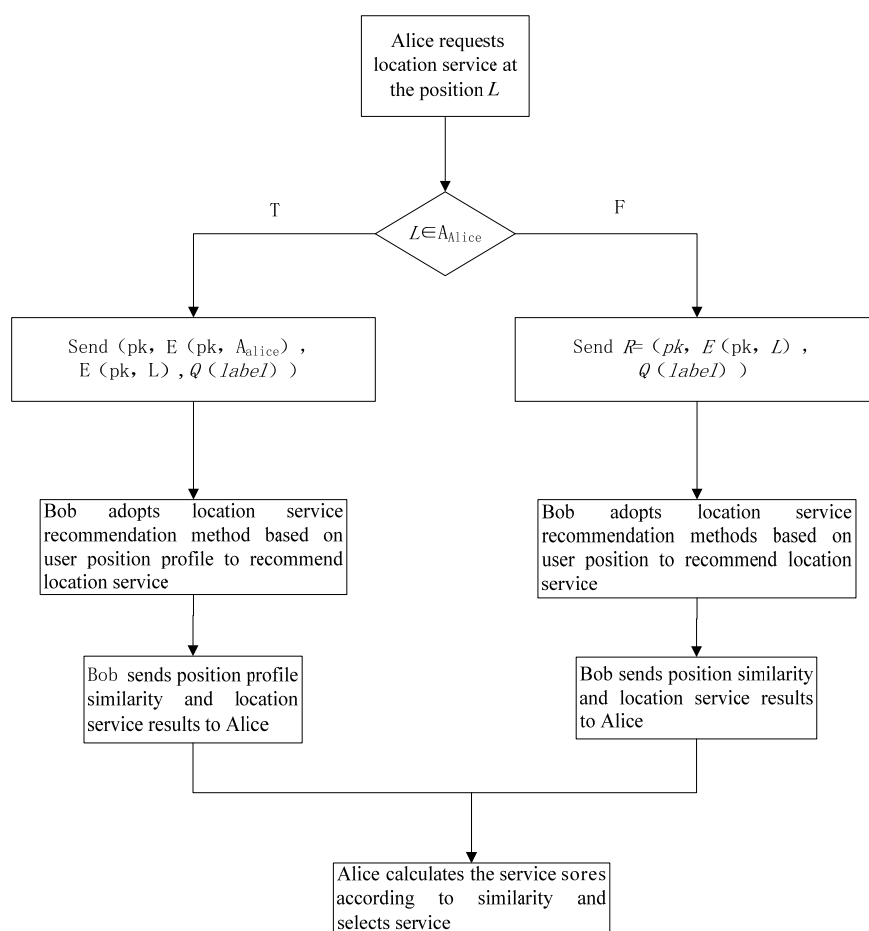 Alice requests
location service at
the position L
T
F
L∈A_Alice
Send（pk，E（pk，A_alice），
E（pk，L）,Q（label））
Send R=（pk，E（pk，L），
Q（label））
Bob adopts location service
recommendation method based on
user position profile to recommend
location service
Bob adopts location service
recommendation methods based on
user position to recommend location
service
Bob sends position profile
similarity and location
service results to Alice
Bob sends position similarity
and location service results
to Alice
Alice calculates the service sores
according to similarity and
selects service